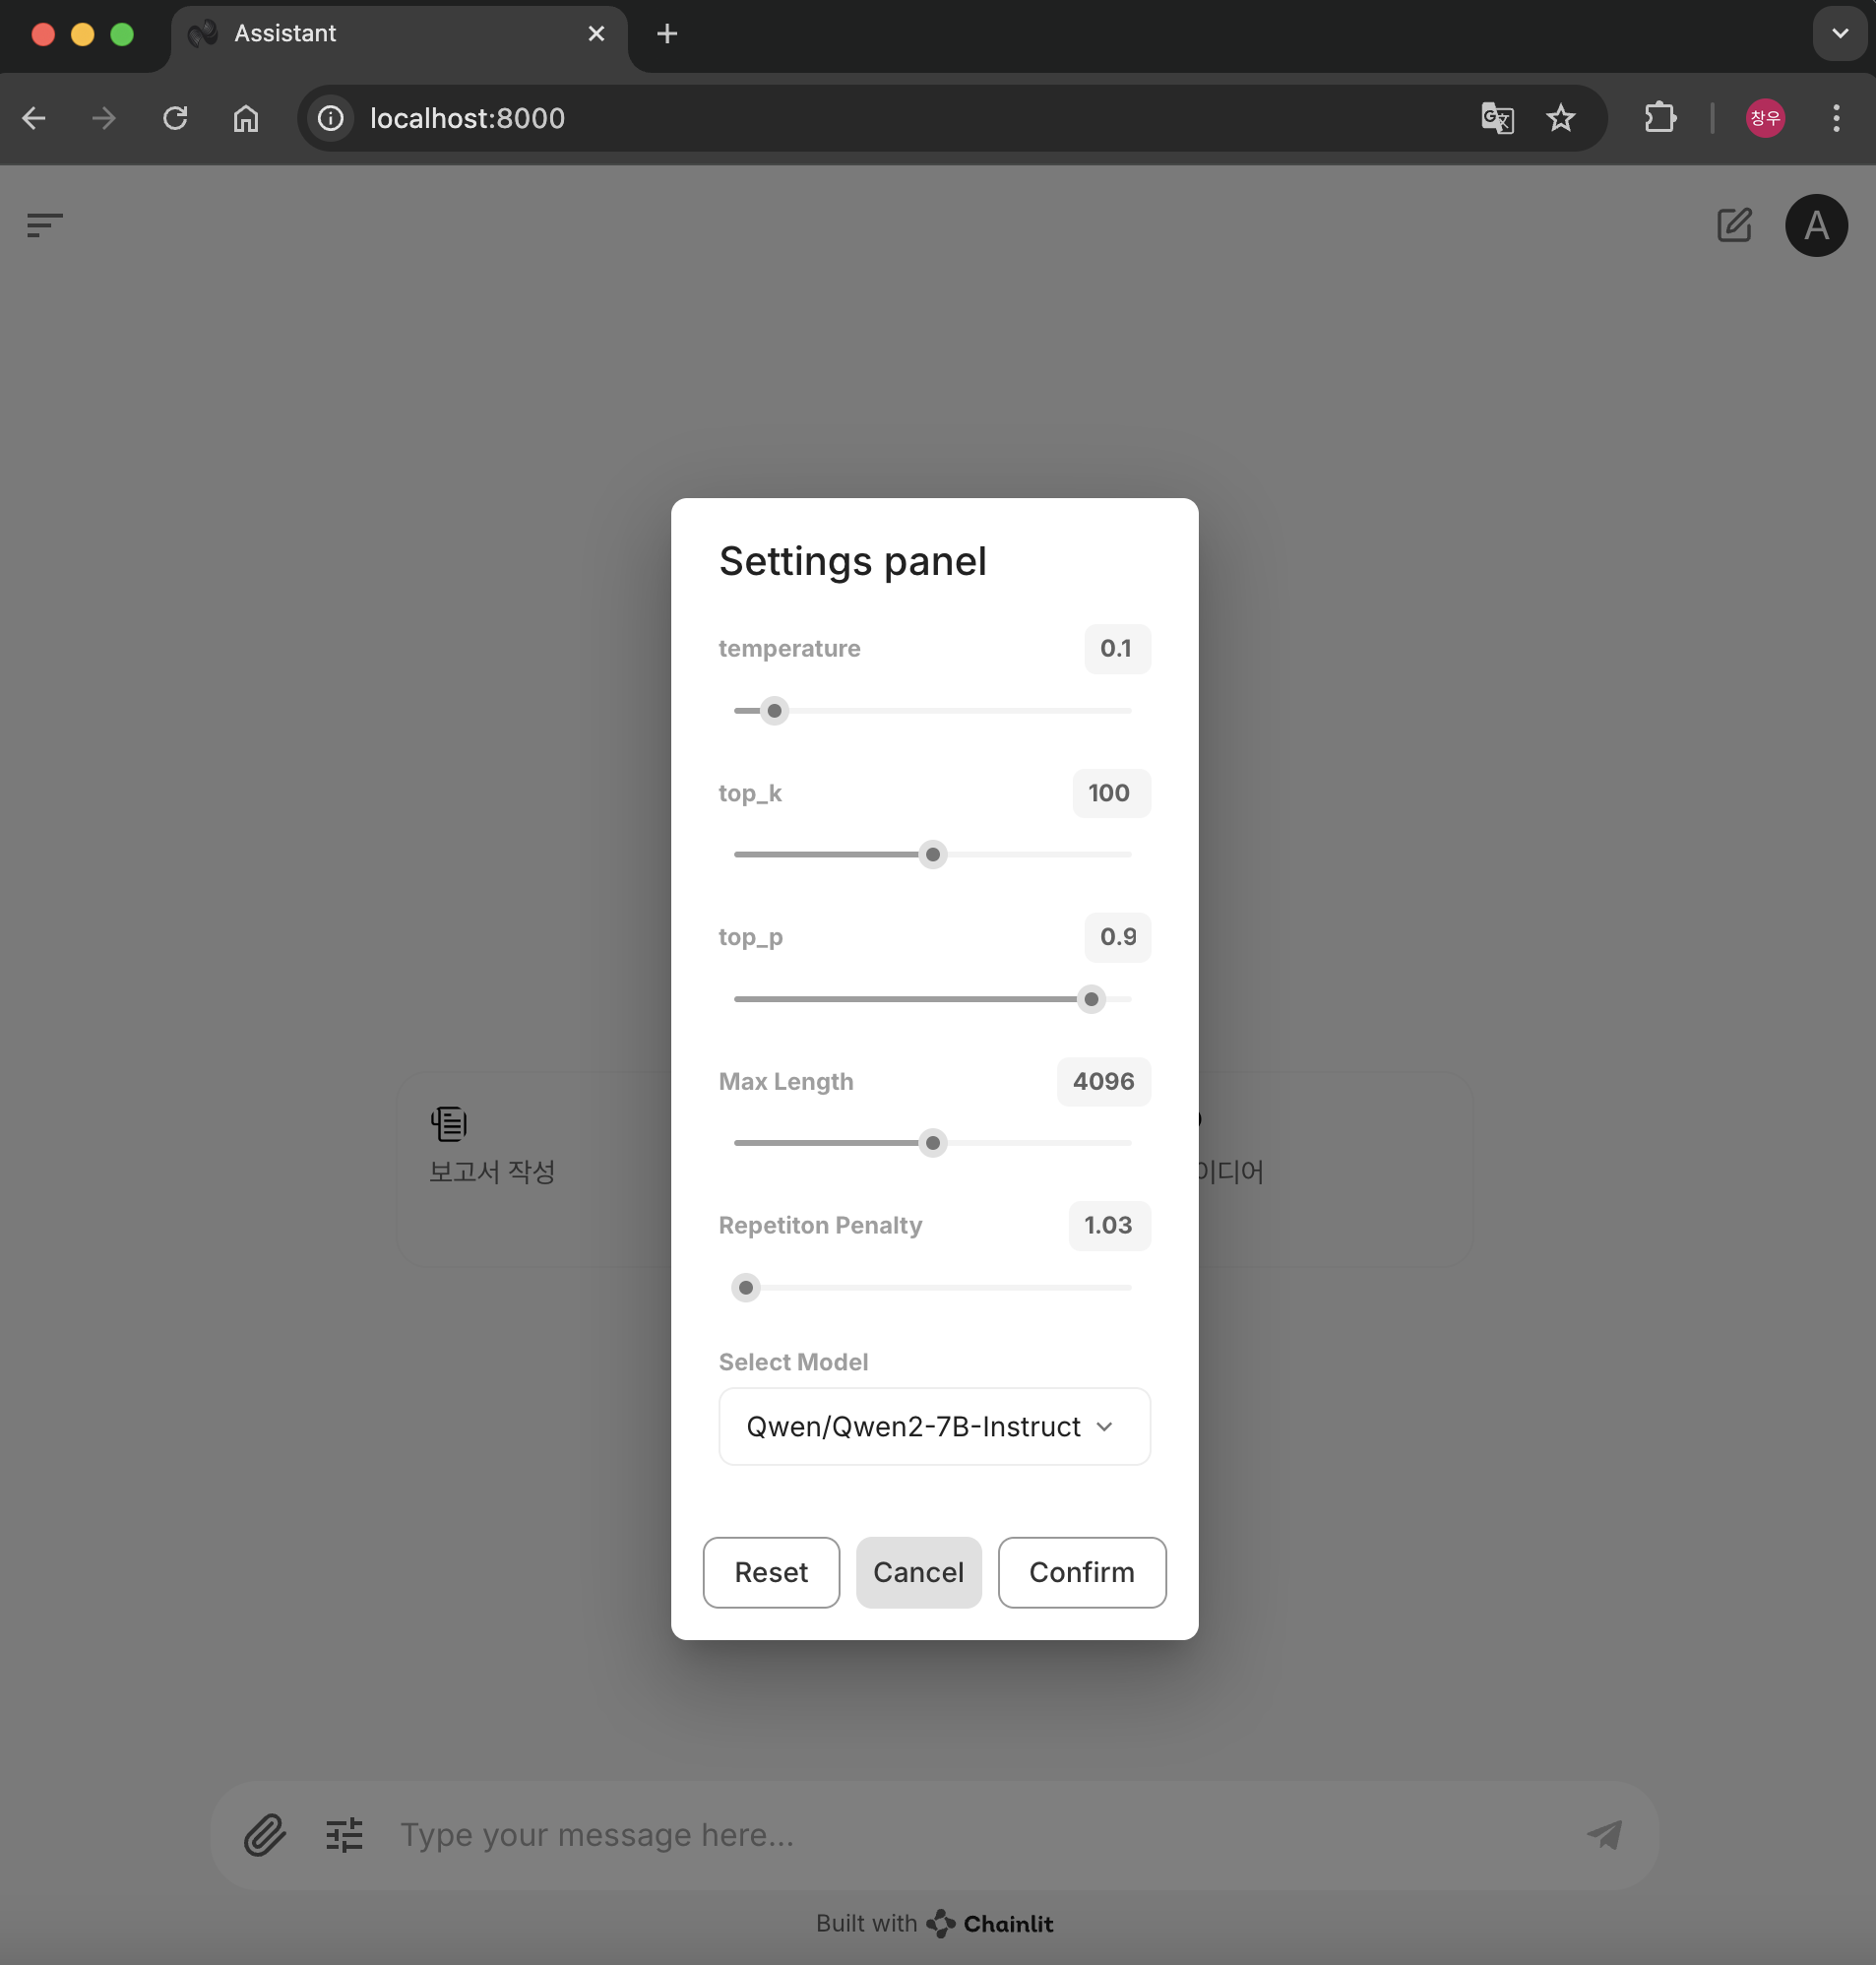 Assistant
localhost:8000
창우
A
Settings panel
temperature
0.1
top_k
100
top_p
0.9
Max Length
4096
Repetiton Penalty
1.03
Select Model
Qwen/Qwen2-7B-Instruct
Reset
Cancel
Confirm
보고서 작성
이디어
Type your message here...
Built with Chainlit